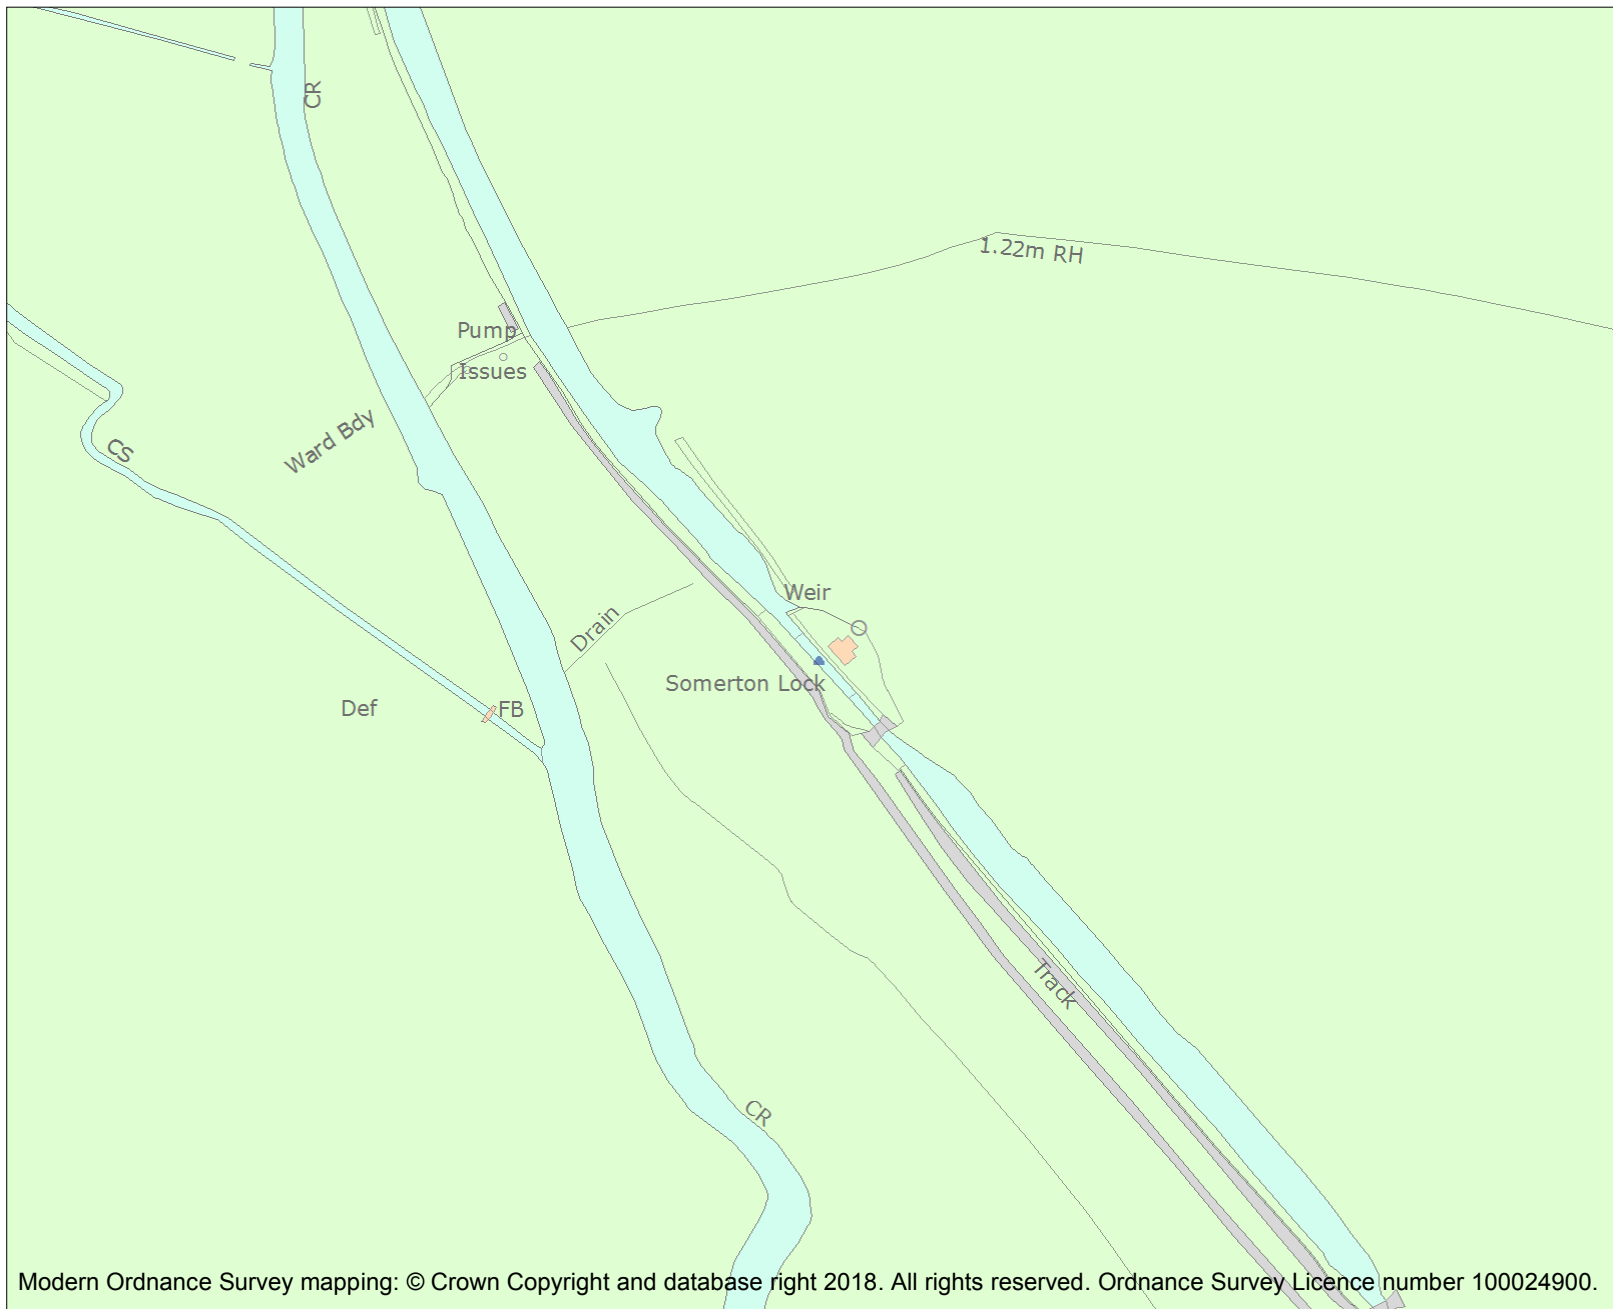 CR
1.22m RH
Pump
Issues
Ward Bdy
CS
Weir
Drain
Somerton Lock
Def
FB
Track
CR
Modern Ordnance Survey mapping: © Crown Copyright and database right 2018. All rights reserved. Ordnance Survey Licence number 100024900.